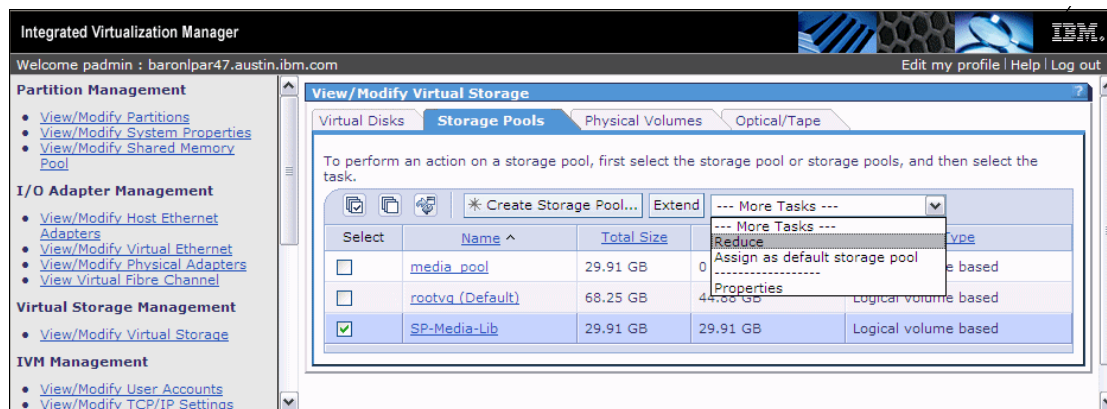 Integrated Virtualization Manager
IBM.
Welcome padmin : baronlpar47.austin.ibm.com
Edit my profile | Help | Log out
Partition Management
View/Modify Partitions
View/Modify System Properties
View/Modify Shared Memory
Pool
I/O Adapter Management
View/Modify Host Ethernet
Adapters
View/Modify Virtual Ethernet
View/Modify Physical Adapters
View Virtual Fibre Channel
Virtual Storage Management
View/Modify Virtual Storage
IVM Management
View/Modify User Accounts
View/Modify TCP/IP Settings
View/Modify Virtual Storage ?
Virtual Disks Storage Pools Physical Volumes Optical/Tape
To perform an action on a storage pool, first select the storage pool or storage pools, and then select the
task.
* Create Storage Pool... Extend --- More Tasks ---
--- More Tasks ---
Reduce
Assign as default storage pool
------------------
Properties
Select Name ^ Total Size Type
media_pool 29.91 GB 0 e based
rootvg (Default) 68.25 GB 44.88 GB Logical volume based
SP-Media-Lib 29.91 GB 29.91 GB Logical volume based